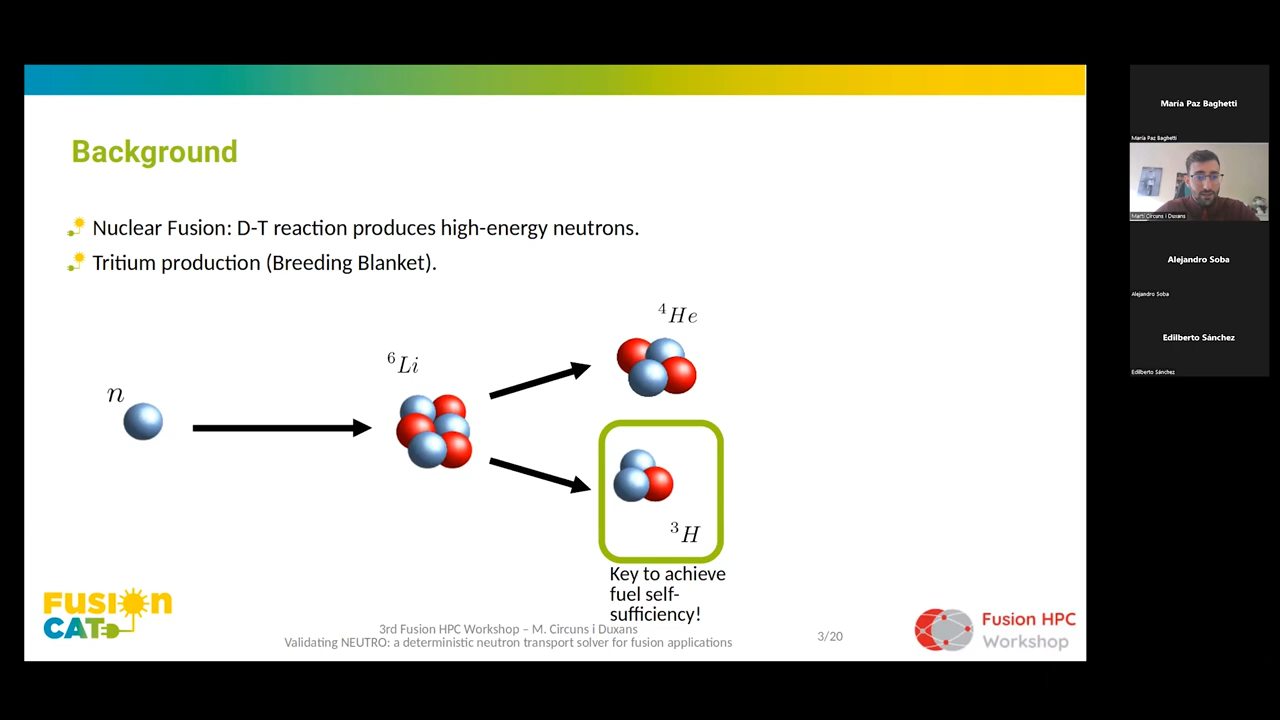 Background
Nuclear Fusion: D-T reaction produces high-energy neutrons.
Tritium production (Breeding Blanket).
n
⁶Li
⁴He
³H
Key to achieve
fuel self-
sufficiency!
FUSION
CAT
3rd Fusion HPC Workshop – M. Circuns i Duxans
Validating NEUTRO: a deterministic neutron transport solver for fusion applications
3/20
Fusion HPC
Workshop
María Paz Baghetti
María Paz Baghetti
Martí Circuns i Duxans
Alejandro Soba
Alejandro Soba
Edilberto Sánchez
Edilberto Sánchez